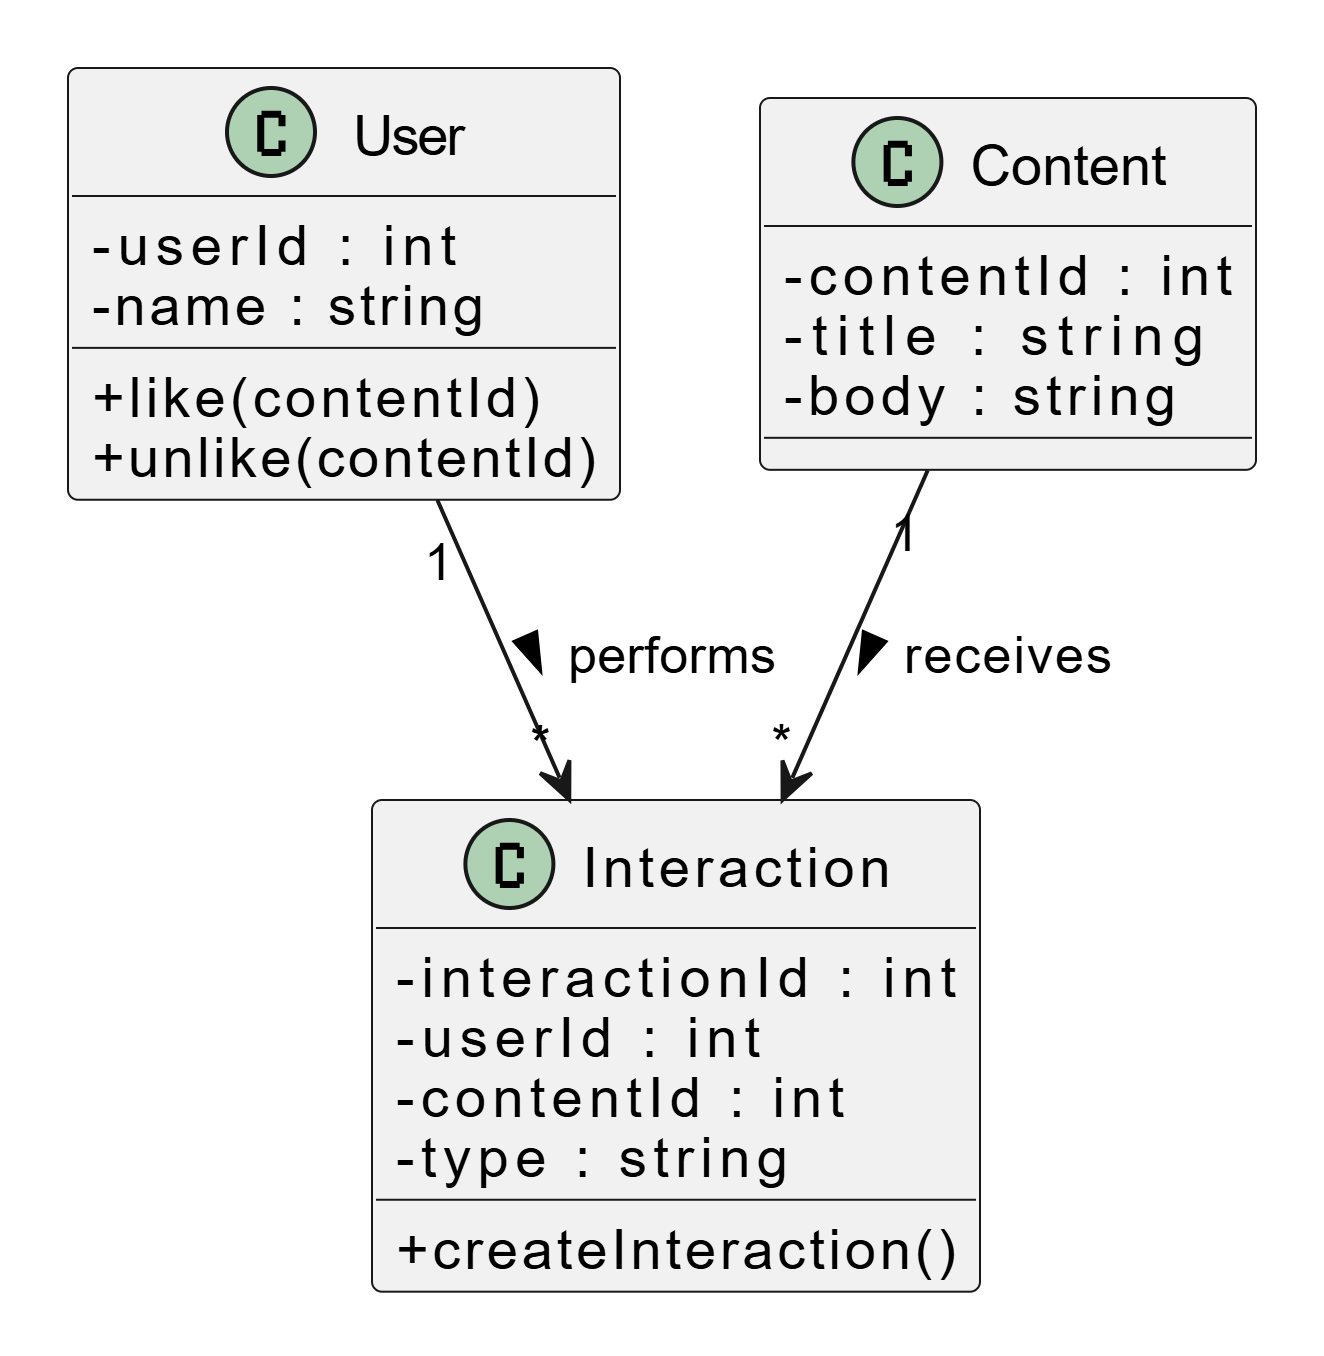 C User
-userId : int
-name : string
+like(contentId)
+unlike(contentId)
C Content
-contentId : int
-title : string
-body : string
1
performs
*
1
receives
*
C Interaction
-interactionId : int
-userId : int
-contentId : int
-type : string
+createInteraction()